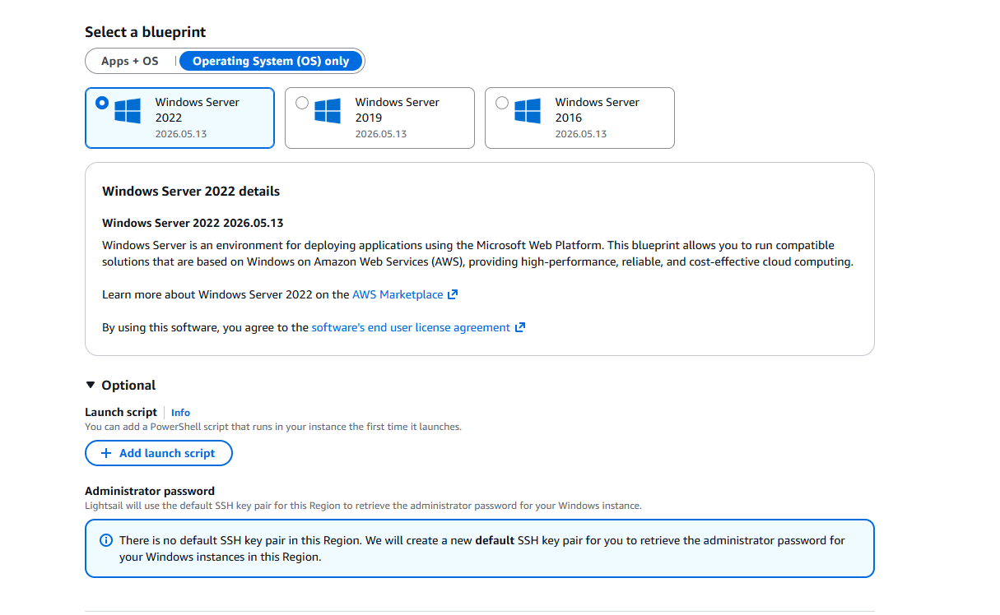 Select a blueprint
Apps + OS
Operating System (OS) only
Windows Server
2022
2026.05.13
Windows Server
2019
2026.05.13
Windows Server
2016
2026.05.13
Windows Server 2022 details
Windows Server 2022 2026.05.13
Windows Server is an environment for deploying applications using the Microsoft Web Platform. This blueprint allows you to run compatible
solutions that are based on Windows on Amazon Web Services (AWS), providing high-performance, reliable, and cost-effective cloud computing.
Learn more about Windows Server 2022 on the AWS Marketplace
By using this software, you agree to the software's end user license agreement
Optional
Launch script Info
You can add a PowerShell script that runs in your instance the first time it launches.
+ Add launch script
Administrator password
Lightsail will use the default SSH key pair for this Region to retrieve the administrator password for your Windows instance.
There is no default SSH key pair in this Region. We will create a new default SSH key pair for you to retrieve the administrator password for
your Windows instances in this Region.